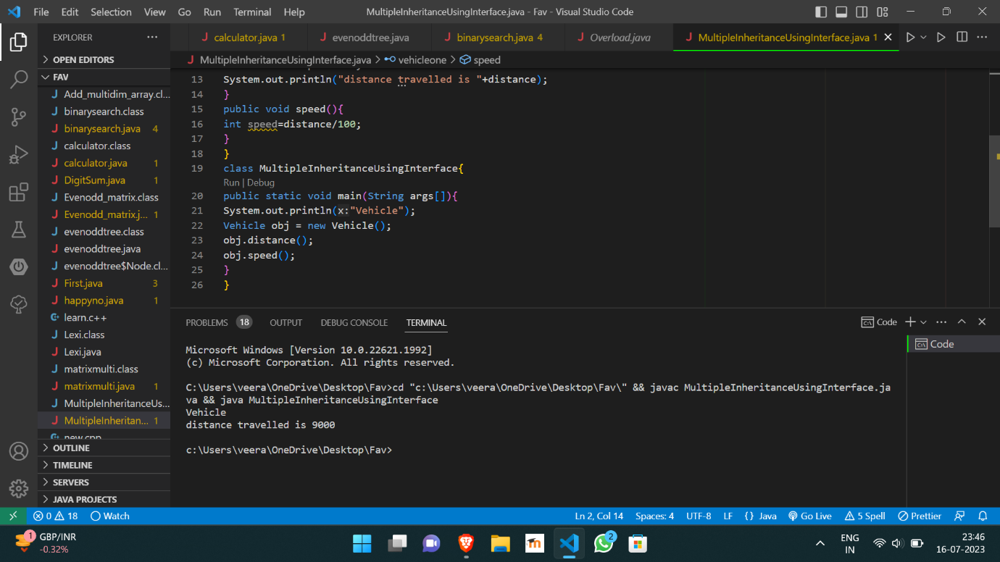 File Edit Selection View Go Run Terminal Help MultipleInheritanceUsingInterface.java - Fav - Visual Studio Code
EXPLORER ···
calculator.java 1 evenoddtree.java binarysearch.java 4 Overload.java MultipleInheritanceUsingInterface.java 1
OPEN EDITORS
FAV
Add_multidim_array.cl...
binarysearch.class
binarysearch.java 4
calculator.class
calculator.java 1
DigitSum.java 1
Evenodd_matrix.class
Evenodd_matrix.j... 1
evenoddtree.class
evenoddtree.java
evenoddtree$Node.cl...
First.java 3
happyno.java 1
learn.c++
Lexi.class
Lexi.java
matrixmulti.class
matrixmulti.java 1
MultipleInheritanceUs...
MultipleInheritan... 1
new.cpp
OUTLINE
TIMELINE
SERVERS
JAVA PROJECTS
MultipleInheritanceUsingInterface.java > vehicleone > speed
13 System.out.println("distance travelled is "+distance);
14 }
15 public void speed(){
16 int speed=distance/100;
17 }
18 }
19 class MultipleInheritanceUsingInterface{
Run | Debug
20 public static void main(String args[]){
21 System.out.println(x:"Vehicle");
22 Vehicle obj = new Vehicle();
23 obj.distance();
24 obj.speed();
25 }
26 }
PROBLEMS 18 OUTPUT DEBUG CONSOLE TERMINAL Code
Code
Microsoft Windows [Version 10.0.22621.1992]
(c) Microsoft Corporation. All rights reserved.
C:\Users\veera\OneDrive\Desktop\Fav>cd "c:\Users\veera\OneDrive\Desktop\Fav\" && javac MultipleInheritanceUsingInterface.ja
va && java MultipleInheritanceUsingInterface
Vehicle
distance travelled is 9000
c:\Users\veera\OneDrive\Desktop\Fav>
0 18 Watch Ln 2, Col 14 Spaces: 4 UTF-8 LF {} Java Go Live 5 Spell Prettier
1 GBP/INR
-0.32%
2
ENG
IN
23:46
16-07-2023